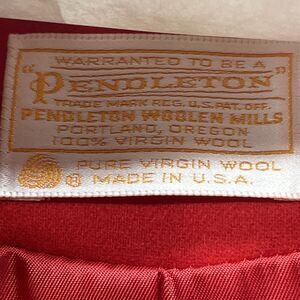 WARRANTED TO BE A
"PENDLETON"
TRADE MARK REG. U.S. PAT. OFF.
PENDLETON WOOLEN MILLS
PORTLAND, OREGON
100% VIRGIN WOOL
PURE VIRGIN WOOL
® MADE IN U.S.A.